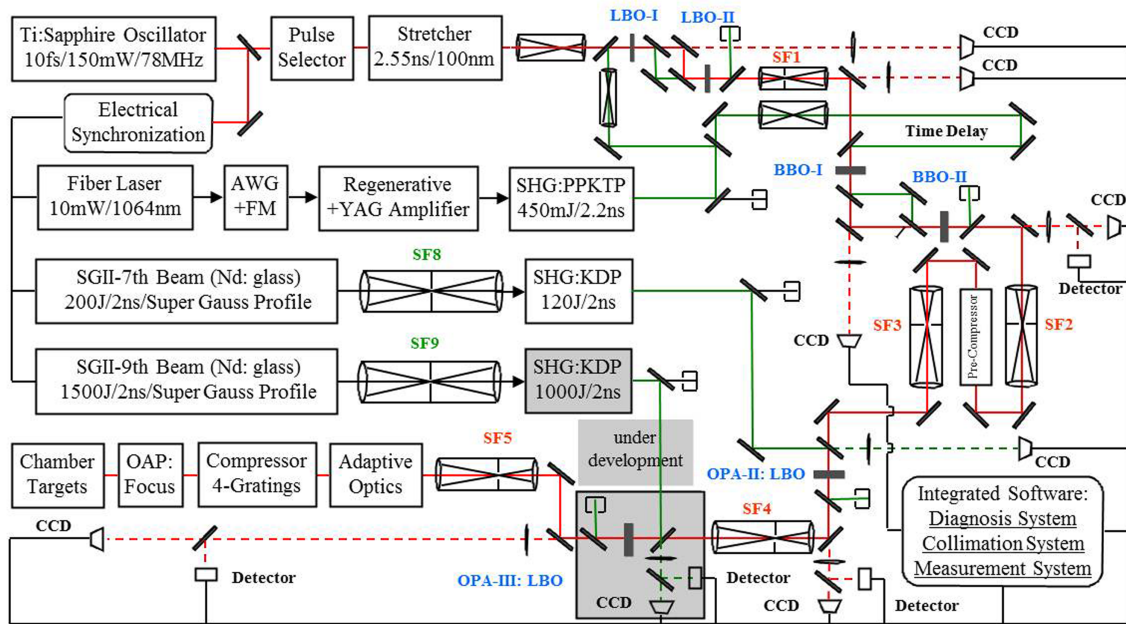 LBO-I
LBO-II
Ti:Sapphire Oscillator
10fs/150mW/78MHz
Pulse
Selector
Stretcher
2.55ns/100nm
SF1
CCD
CCD
Electrical
Synchronization
Time Delay
BBO-I
BBO-II
Fiber Laser
10mW/1064nm
AWG
+FM
Regenerative
+YAG Amplifier
SHG:PPKTP
450mJ/2.2ns
CCD
SF8
SGII-7th Beam (Nd: glass)
200J/2ns/Super Gauss Profile
SHG:KDP
120J/2ns
Detector
SF3
Pre-Compressor
SF2
CCD
SF9
SGII-9th Beam (Nd: glass)
1500J/2ns/Super Gauss Profile
SHG:KDP
1000J/2ns
under
development
SF5
Chamber
Targets
OAP:
Focus
Compressor
4-Gratings
Adaptive
Optics
OPA-II: LBO
CCD
Integrated Software:
Diagnosis System
Collimation System
Measurement System
SF4
CCD
Detector
OPA-III: LBO
CCD
Detector
CCD
Detector